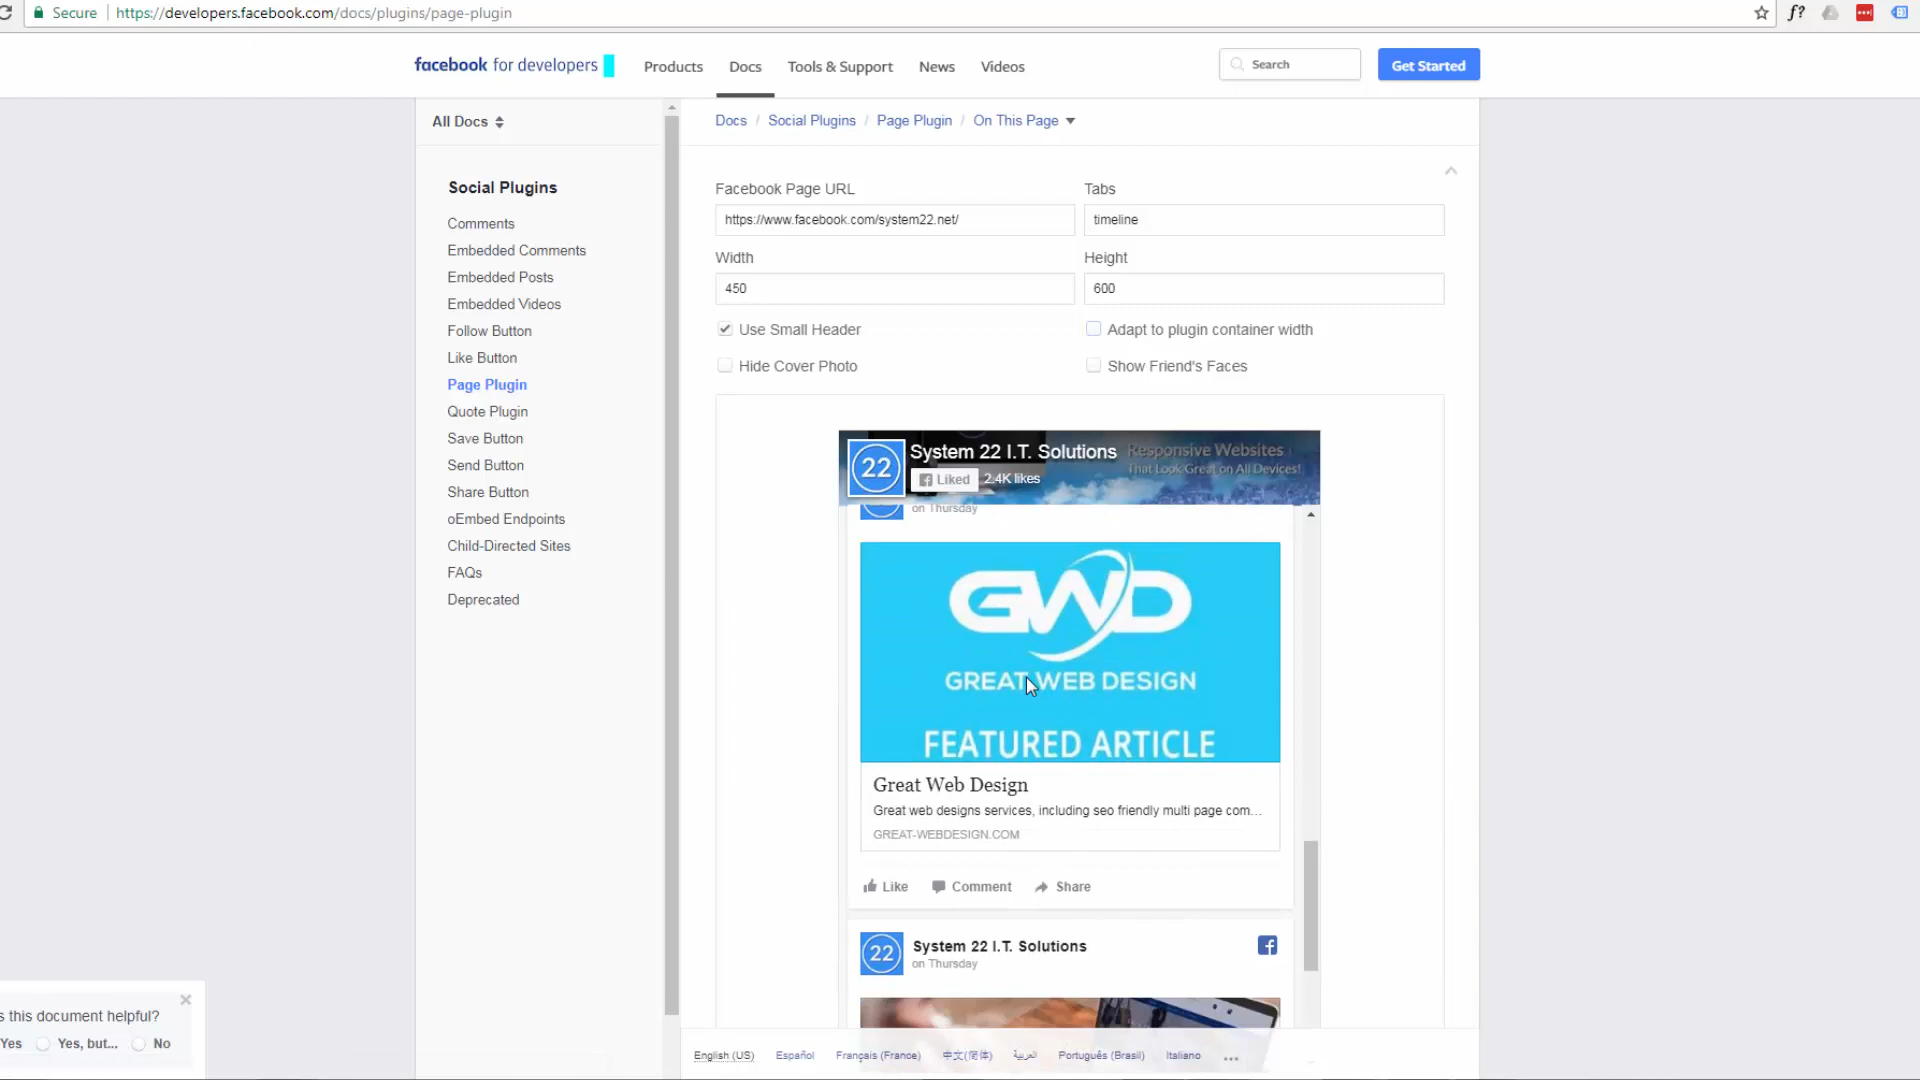 Secure https://developers.facebook.com/docs/plugins/page-plugin
f?
facebook for developers Products Docs Tools & Support News Videos Search Get Started
All Docs
Docs / Social Plugins / Page Plugin / On This Page
Social Plugins
Comments
Embedded Comments
Embedded Posts
Embedded Videos
Follow Button
Like Button
Page Plugin
Quote Plugin
Save Button
Send Button
Share Button
oEmbed Endpoints
Child-Directed Sites
FAQs
Deprecated
Facebook Page URL Tabs
https://www.facebook.com/system22.net/ timeline
Width Height
450 600
Use Small Header Adapt to plugin container width
Hide Cover Photo Show Friend's Faces
22 System 22 I.T. Solutions Responsive Websites
Liked 2.4K likes That Look Great on All Devices!
on Thursday
GWD
GREAT WEB DESIGN
FEATURED ARTICLE
Great Web Design
Great web designs services, including seo friendly multi page com...
GREAT-WEBDESIGN.COM
Like Comment Share
22 System 22 I.T. Solutions
on Thursday
s this document helpful?
Yes Yes, but... No
English (US) Español Français (France) 中文(简体) العربية Português (Brasil) Italiano ...